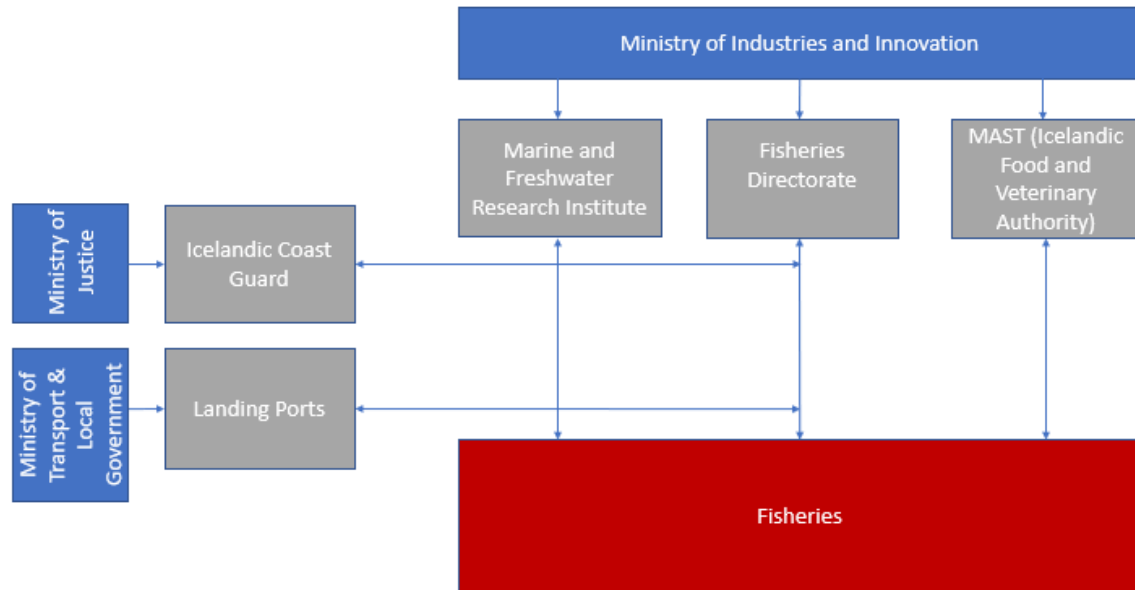 Ministry of Industries and Innovation
Marine and
Freshwater
Research Institute
Fisheries
Directorate
MAST (Icelandic
Food and
Veterinary
Authority)
Ministry of
Justice
Icelandic Coast
Guard
Ministry of
Transport &
Local
Government
Landing Ports
Fisheries